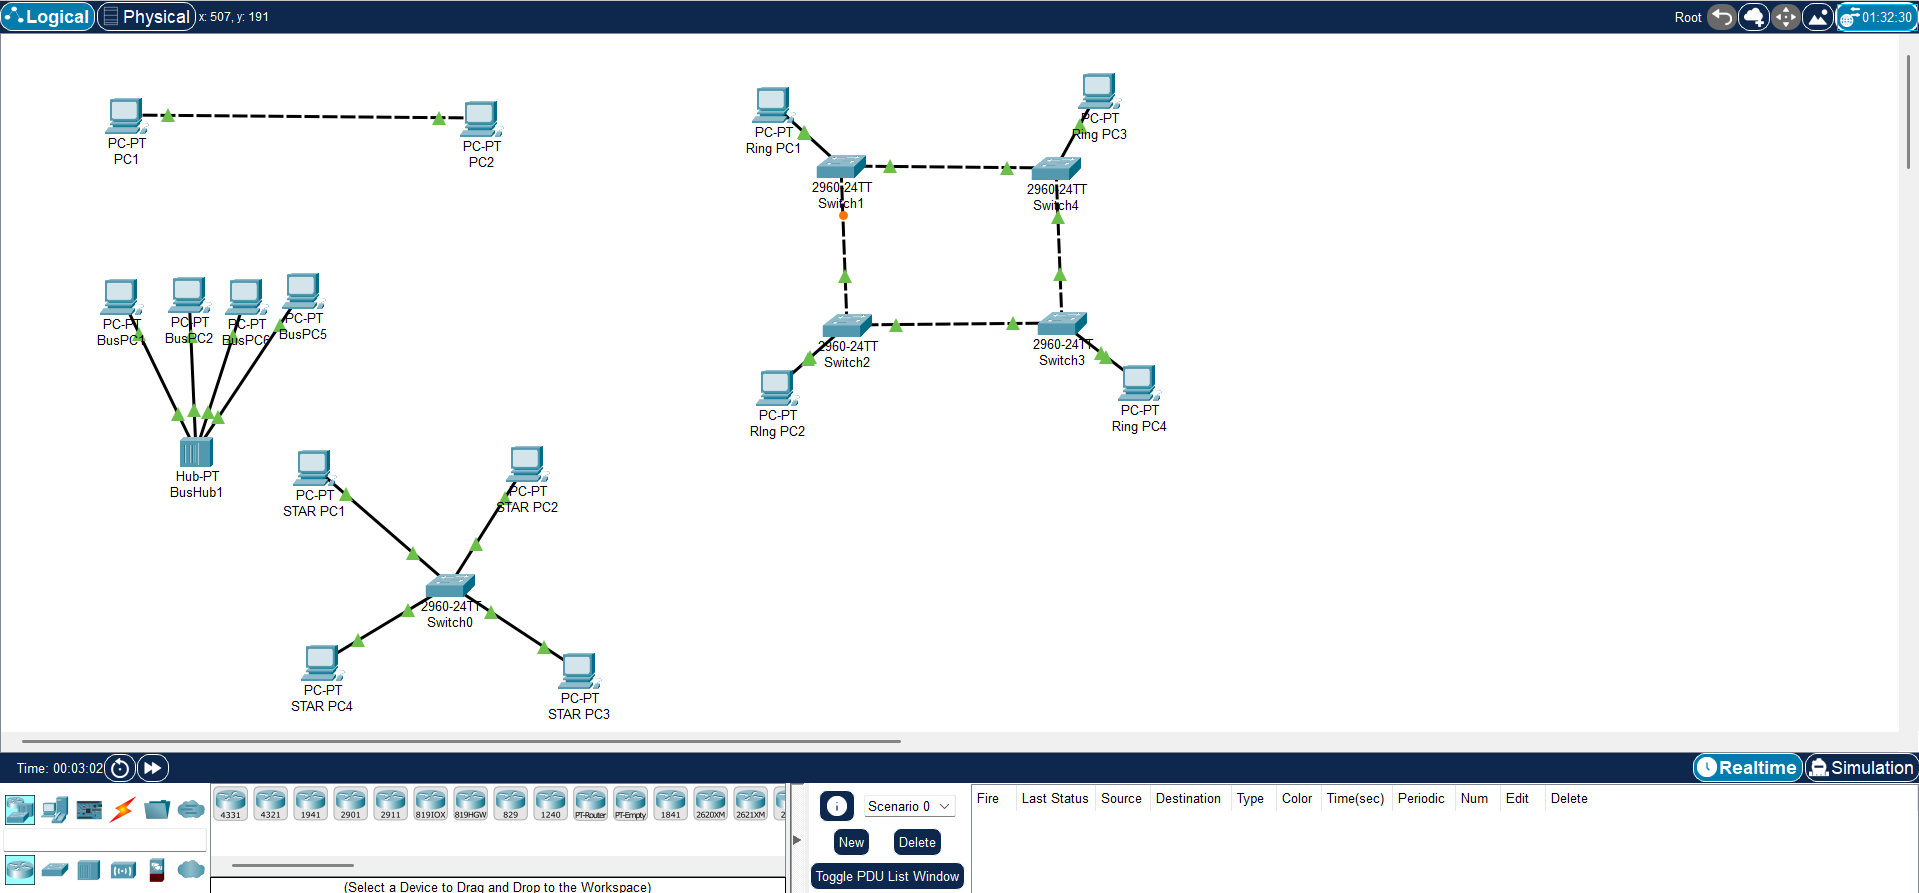 Logical Physical x: 507, y: 191 Root 01:32:30
PC-PT
PC1
PC-PT
PC2
PC-PT
Ring PC1
PC-PT
Ring PC3
2960-24TT
Switch1
2960-24TT
Switch4
PC-PT
BusPC1
PC-PT
BusPC2
PC-PT
BusPC6
PC-PT
BusPC5
2960-24TT
Switch2
2960-24TT
Switch3
PC-PT
RIng PC2
PC-PT
Ring PC4
Hub-PT
BusHub1
PC-PT
STAR PC1
PC-PT
STAR PC2
2960-24TT
Switch0
PC-PT
STAR PC4
PC-PT
STAR PC3
Time: 00:03:02 Realtime Simulation
4331 4321 1941 2901 2911 819IOX 819HGW 829 1240 PT-Router PT-Empty 1841 2620XM 2621XM 2
(Select a Device to Drag and Drop to the Workspace)
Scenario 0
New Delete
Toggle PDU List Window
Fire Last Status Source Destination Type Color Time(sec) Periodic Num Edit Delete